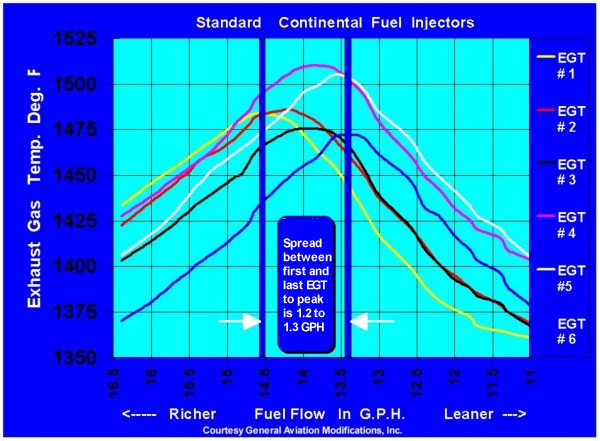 Standard Continental Fuel Injectors
Exhaust Gas Temp. Deg. F
1525
1500
1475
1450
1425
1400
1375
1350
Spread
between
first and
last EGT
to peak
is 1.2 to
1.3 GPH
EGT
# 1
EGT
# 2
EGT
# 3
EGT
# 4
EGT
#5
EGT
# 6
16.5 16 15.5 15 14.5 14 13.5 13 12.5 12 11.5 11
<----- Richer Fuel Flow In G.P.H. Leaner --->
Courtesy General Aviation Modifications, Inc.